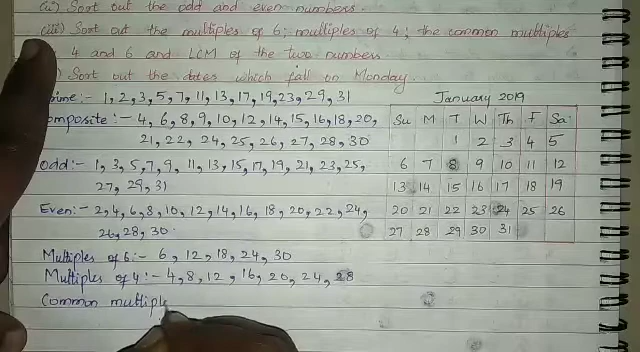 (ii) Sort out the odd and even numbers.
(iii) Sort out the multiples of 6; multiples of 4; the common multiples
4 and 6 and LCM of the two numbers
Sort out the dates which fall on Monday.
rime:- 1, 2, 3, 5, 7, 11, 13, 17, 19, 23, 29, 31
omposite:- 4, 6, 8, 9, 10, 12, 14, 15, 16, 18, 20,
21, 22, 24, 25, 26, 27, 28, 30
Odd:- 1, 3, 5, 7, 9, 11, 13, 15, 17, 19, 21, 23, 25,
27, 29, 31
Even:- 2, 4, 6, 8, 10, 12, 14, 16, 18, 20, 22, 24,
26, 28, 30.
Multiples of 6:- 6, 12, 18, 24, 30
Multiples of 4:- 4, 8, 12, 16, 20, 24, 28
Common multiple
January 2019
Su M T W Th F Sa
1 2 3 4 5
6 7 8 9 10 11 12
13 14 15 16 17 18 19
20 21 22 23 24 25 26
27 28 29 30 31